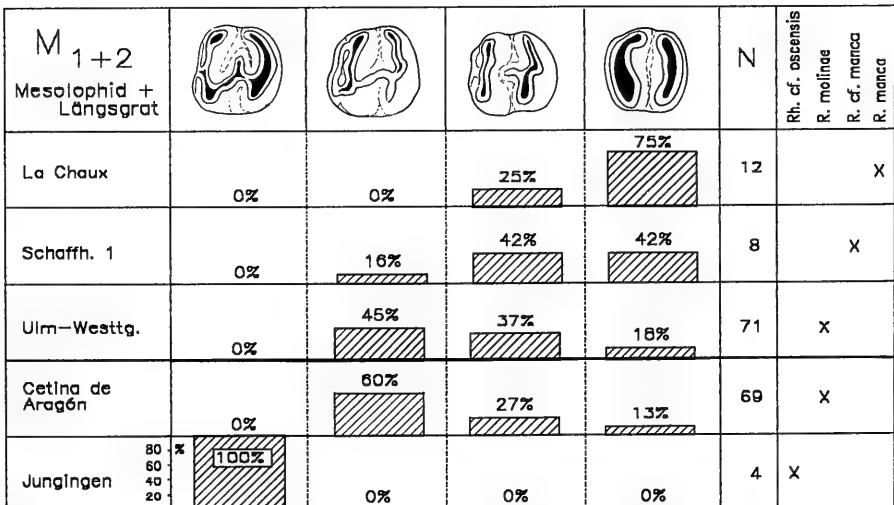 M 1+2
Mesolophid +
Längsgrat
N
Rh. cf. oscensis
R. molinae
R. cf. manca
R. manca
La Chaux
0%
0%
25%
75%
12
X
Schaffh. 1
0%
16%
42%
42%
8
X
Ulm-Westtg.
0%
45%
37%
16%
71
X
Cetina de
Aragón
0%
60%
27%
13%
69
X
Jungingen
80 %
60
40
20
100%
0%
0%
0%
4
X